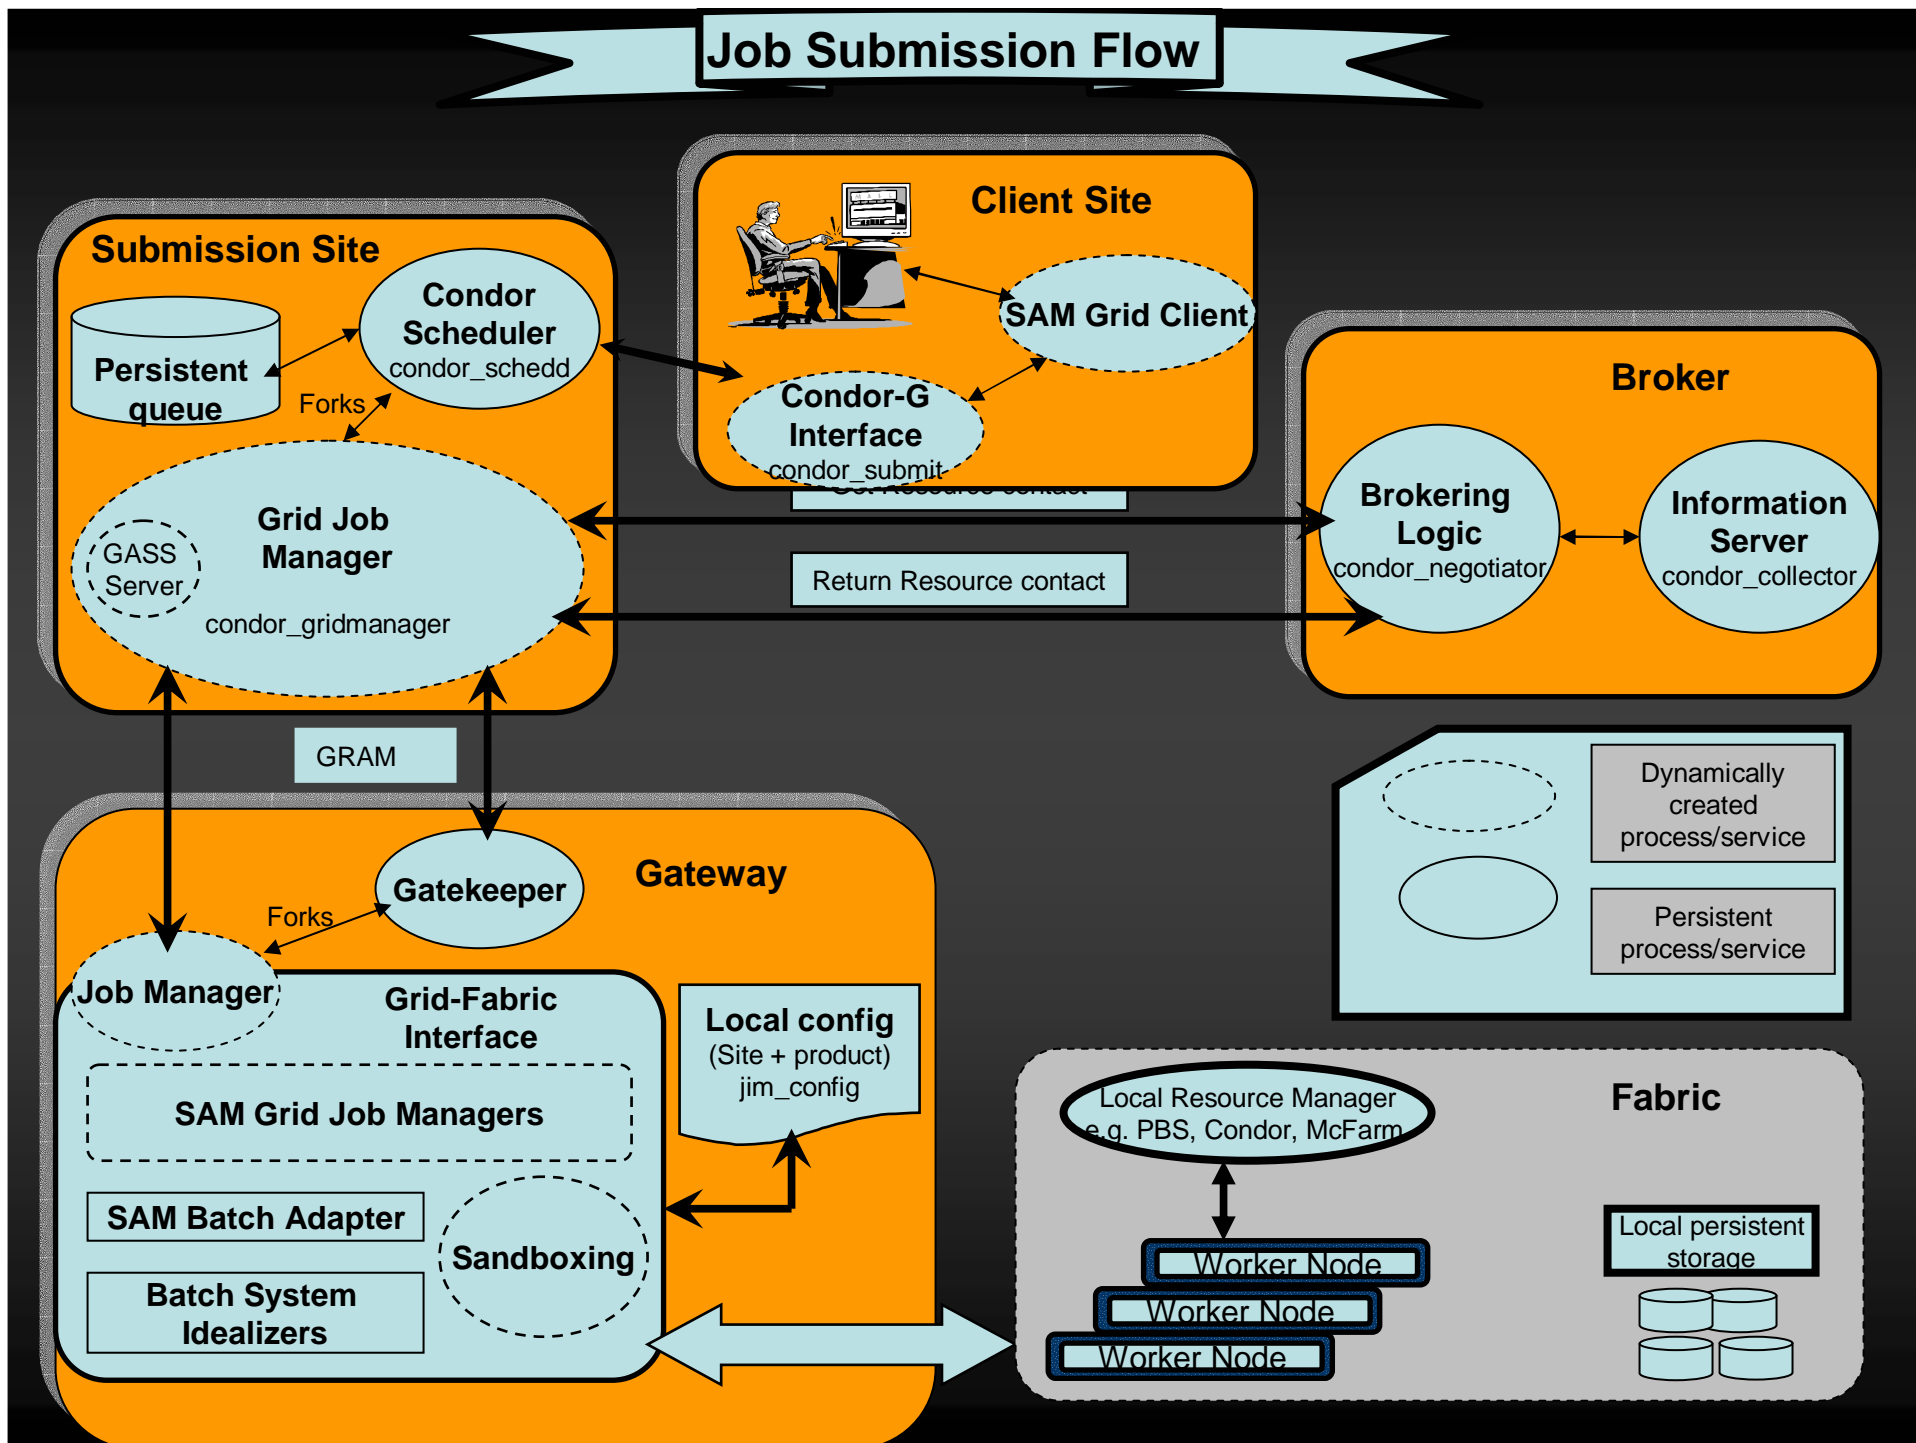 Job Submission Flow
Client Site
SAM Grid Client
Condor-G
Interface
condor_submit
Submission Site
Condor
Scheduler
condor_schedd
Persistent
queue
Forks
Grid Job
Manager
GASS
Server
condor_gridmanager
Resource contact
Return Resource contact
Broker
Brokering
Logic
condor_negotiator
Information
Server
condor_collector
GRAM
Dynamically
created
process/service
Persistent
process/service
Gateway
Gatekeeper
Forks
Job Manager
Grid-Fabric
Interface
Local config
(Site + product)
jim_config
SAM Grid Job Managers
SAM Batch Adapter
Sandboxing
Batch System
Idealizers
Fabric
Local Resource Manager
e.g. PBS, Condor, McFarm
Worker Node
Worker Node
Worker Node
Local persistent
storage